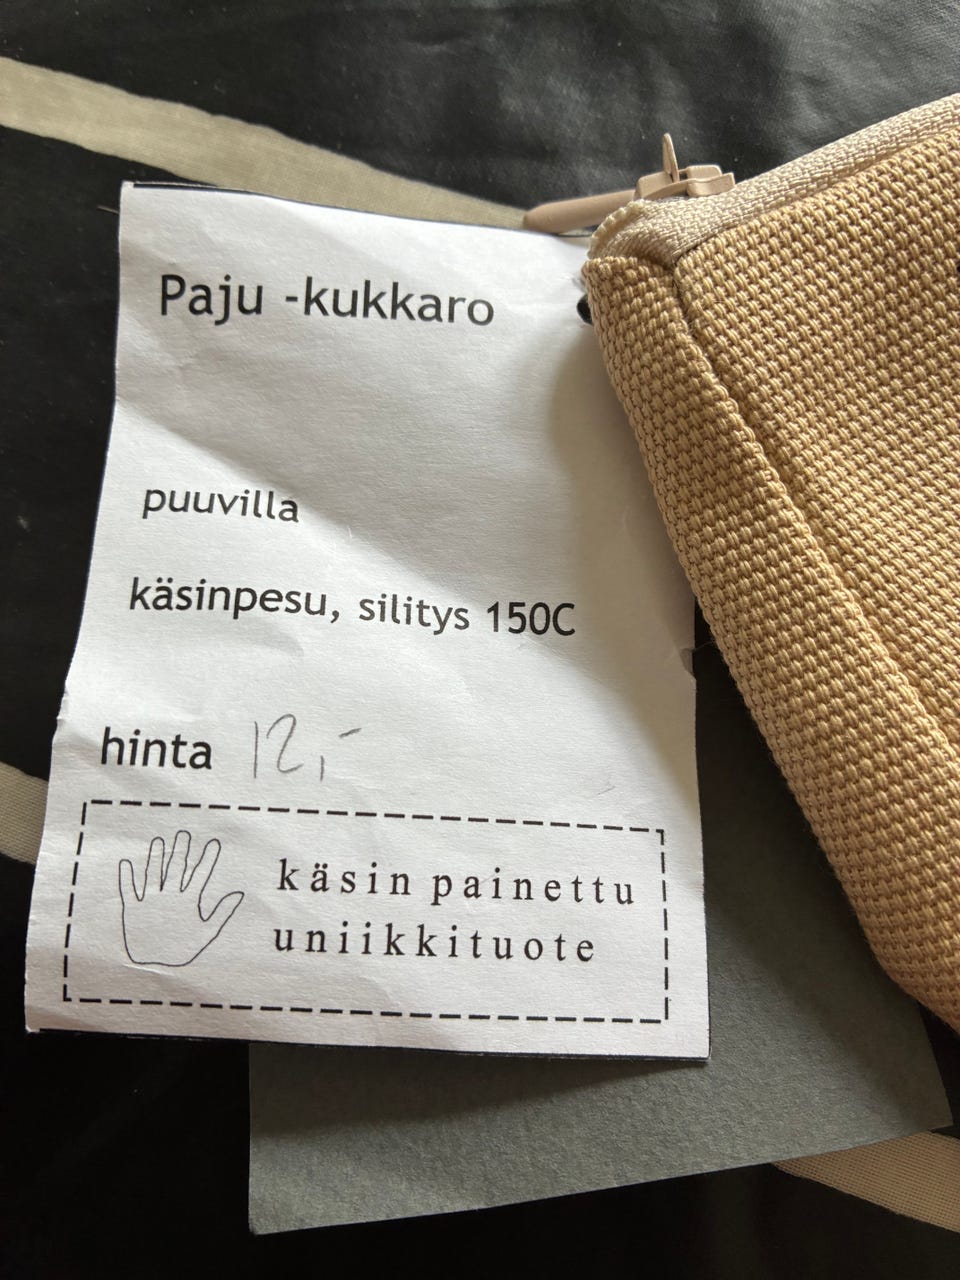 Paju -kukkaro
puuvilla
käsinpesu, silitys 150C
hinta 12,-
käsin painettu
uniikkituote